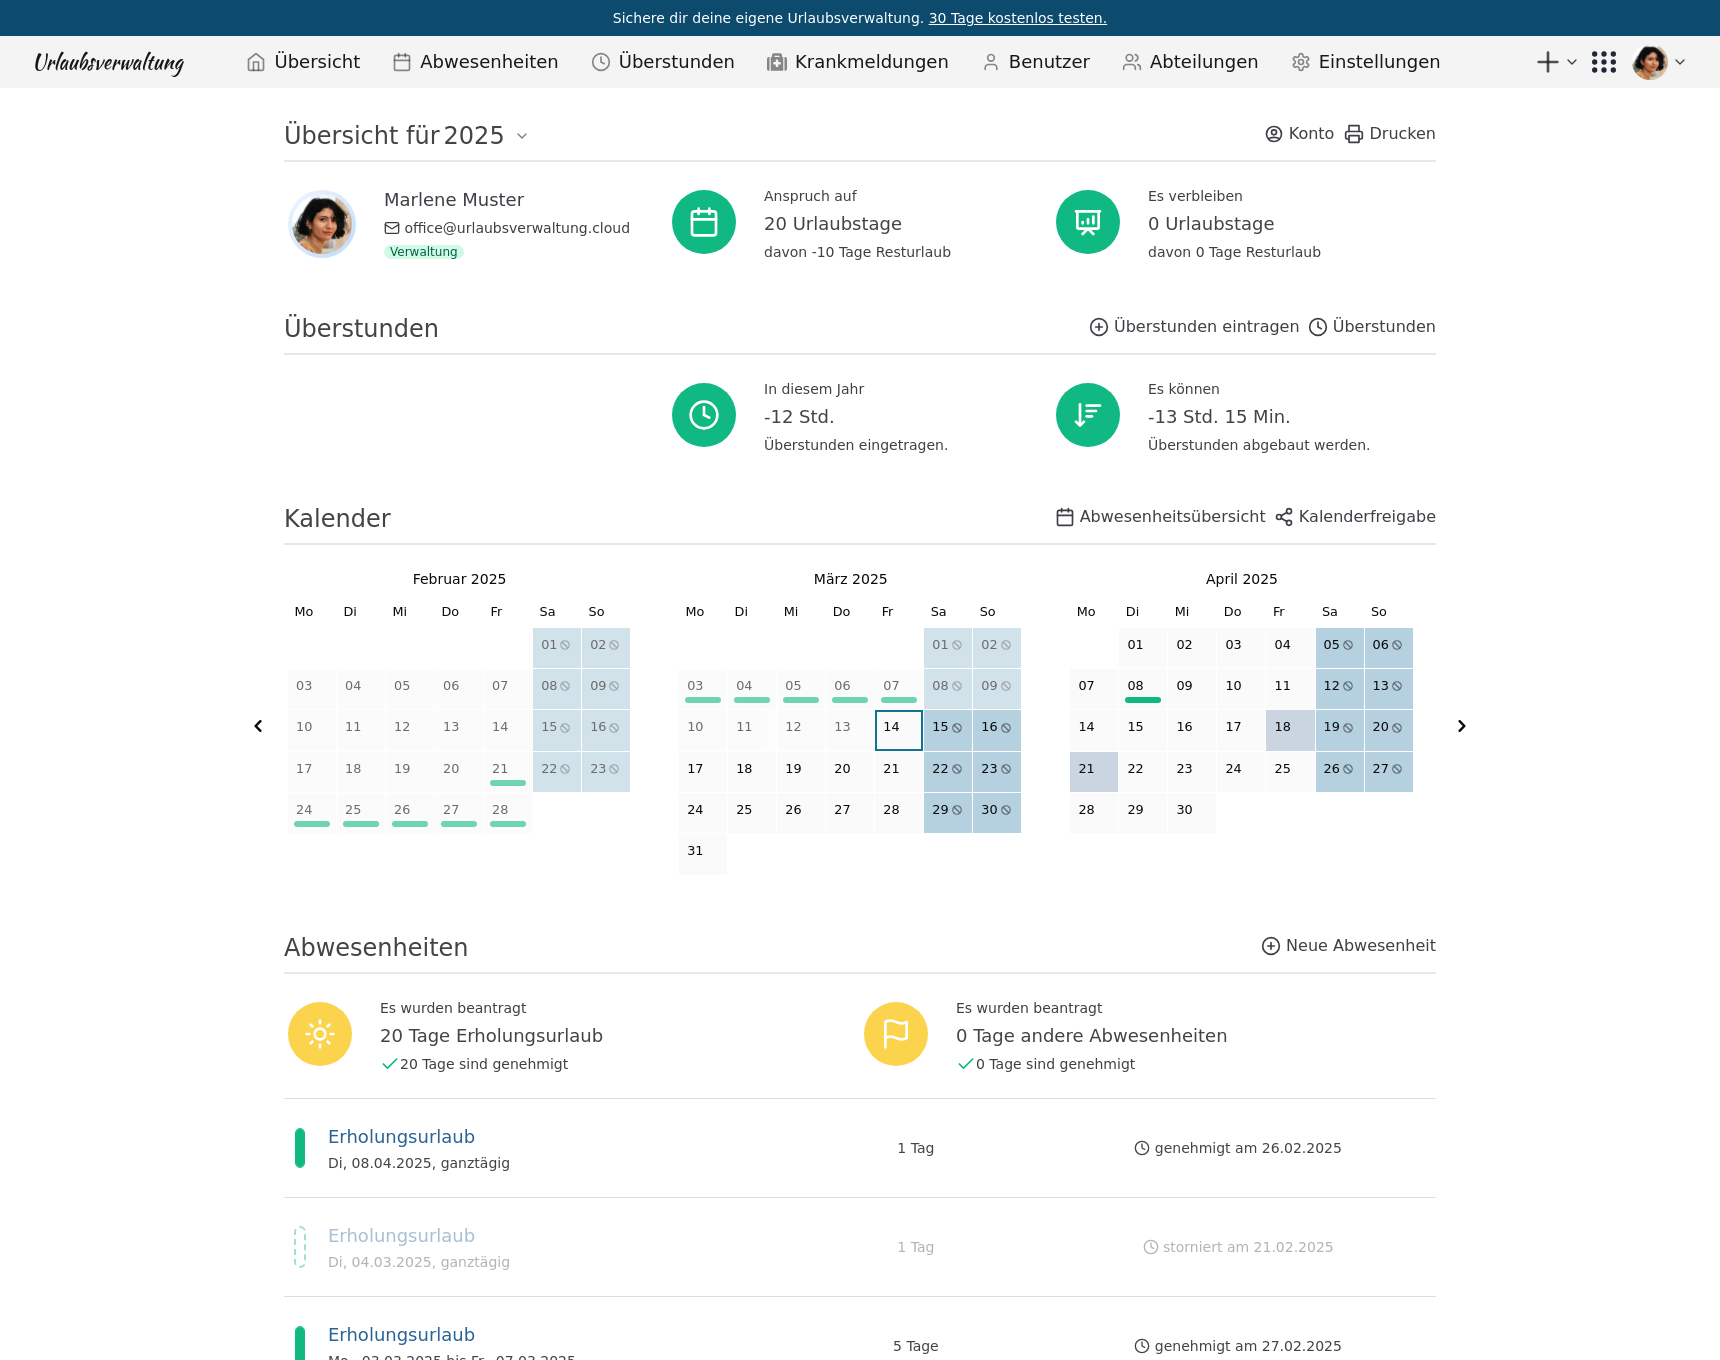 Sichere dir deine eigene Urlaubsverwaltung. 30 Tage kostenlos testen.
Urlaubsverwaltung Übersicht Abwesenheiten Überstunden Krankmeldungen Benutzer Abteilungen Einstellungen
Übersicht für 2025 Konto Drucken
Marlene Muster
office@urlaubsverwaltung.cloud
Verwaltung
Anspruch auf
20 Urlaubstage
davon -10 Tage Resturlaub
Es verbleiben
0 Urlaubstage
davon 0 Tage Resturlaub
Überstunden Überstunden eintragen Überstunden
In diesem Jahr
-12 Std.
Überstunden eingetragen.
Es können
-13 Std. 15 Min.
Überstunden abgebaut werden.
Kalender Abwesenheitsübersicht Kalenderfreigabe
Februar 2025
Mo Di Mi Do Fr Sa So
01 02
03 04 05 06 07 08 09
10 11 12 13 14 15 16
17 18 19 20 21 22 23
24 25 26 27 28
März 2025
Mo Di Mi Do Fr Sa So
01 02
03 04 05 06 07 08 09
10 11 12 13 14 15 16
17 18 19 20 21 22 23
24 25 26 27 28 29 30
31
April 2025
Mo Di Mi Do Fr Sa So
01 02 03 04 05 06
07 08 09 10 11 12 13
14 15 16 17 18 19 20
21 22 23 24 25 26 27
28 29 30
Abwesenheiten Neue Abwesenheit
Es wurden beantragt
20 Tage Erholungsurlaub
20 Tage sind genehmigt
Es wurden beantragt
0 Tage andere Abwesenheiten
0 Tage sind genehmigt
Erholungsurlaub
Di, 08.04.2025, ganztägig
1 Tag
genehmigt am 26.02.2025
Erholungsurlaub
Di, 04.03.2025, ganztägig
1 Tag
storniert am 21.02.2025
Erholungsurlaub
Mo., 03.03.2025 bis Fr., 07.03.2025
5 Tage
genehmigt am 27.02.2025